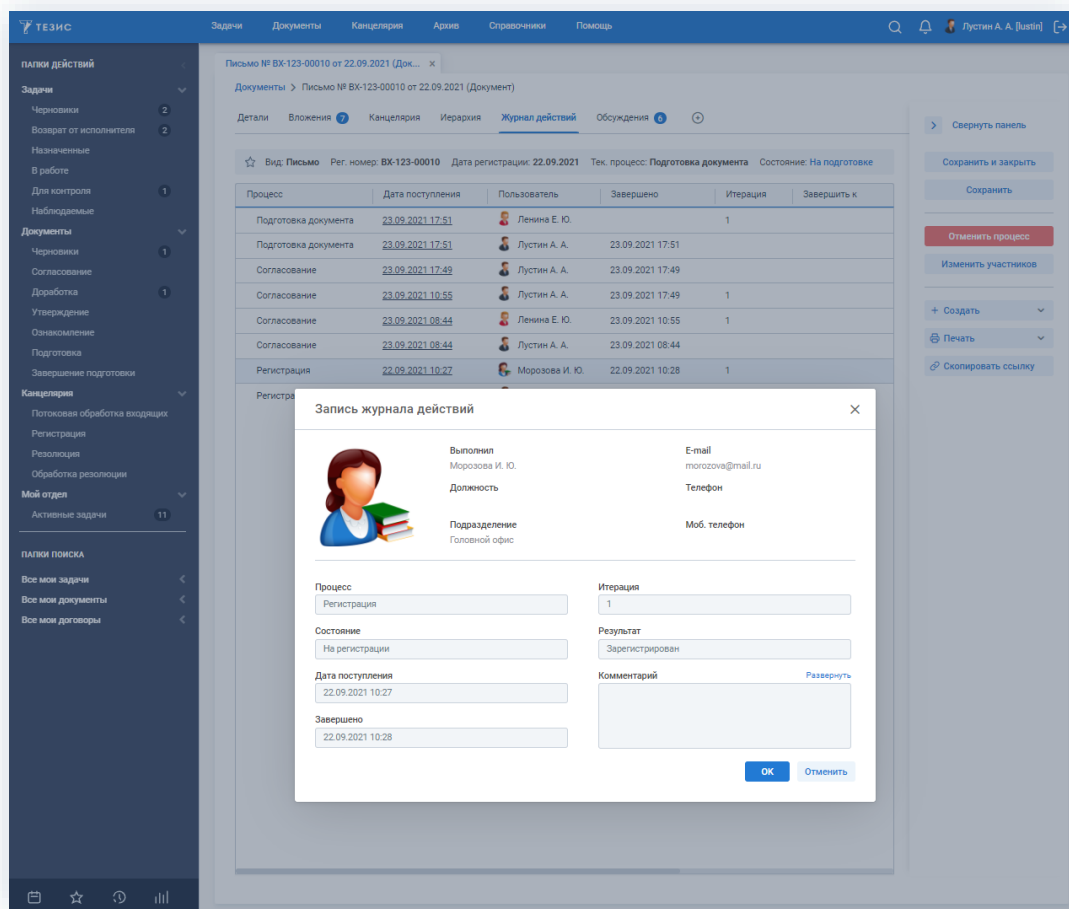 ТЕЗИС
Задачи Документы Канцелярия Архив Справочники Помощь
Лустин А. А. [lustin]
ПАПКИ ДЕЙСТВИЙ
Задачи
Черновики 2
Возврат от исполнителя 2
Назначенные
В работе
Для контроля 1
Наблюдаемые
Документы
Черновики 1
Согласование
Доработка 1
Утверждение
Ознакомление
Подготовка
Завершение подготовки
Канцелярия
Потоковая обработка входящих
Регистрация
Резолюция
Обработка резолюции
Мой отдел
Активные задачи 11
ПАПКИ ПОИСКА
Все мои задачи
Все мои документы
Все мои договоры
Письмо № ВХ-123-00010 от 22.09.2021 (Док... ×
Документы > Письмо № ВХ-123-00010 от 22.09.2021 (Документ)
Детали Вложения 7 Канцелярия Иерархия Журнал действий Обсуждения 6
Вид: Письмо Рег. номер: ВХ-123-00010 Дата регистрации: 22.09.2021 Тек. процесс: Подготовка документа Состояние: На подготовке
Процесс Дата поступления Пользователь Завершено Итерация Завершить к
Подготовка документа 23.09.2021 17:51 Ленина Е. Ю. 1
Подготовка документа 23.09.2021 17:51 Лустин А. А. 23.09.2021 17:51
Согласование 23.09.2021 17:49 Лустин А. А. 23.09.2021 17:49
Согласование 23.09.2021 10:55 Лустин А. А. 23.09.2021 17:49 1
Согласование 23.09.2021 08:44 Ленина Е. Ю. 23.09.2021 10:55 1
Согласование 23.09.2021 08:44 Лустин А. А. 23.09.2021 08:44
Регистрация 22.09.2021 10:27 Морозова И. Ю. 22.09.2021 10:28 1
Регистра
Свернуть панель
Сохранить и закрыть
Сохранить
Отменить процесс
Изменить участников
+ Создать
Печать
Скопировать ссылку
Запись журнала действий
Выполнил E-mail
Морозова И. Ю. morozova@mail.ru
Должность Телефон
Подразделение Моб. телефон
Головной офис
Процесс Итерация
Регистрация 1
Состояние Результат
На регистрации Зарегистрирован
Дата поступления Комментарий Развернуть
22.09.2021 10:27
Завершено
22.09.2021 10:28
ОК Отменить